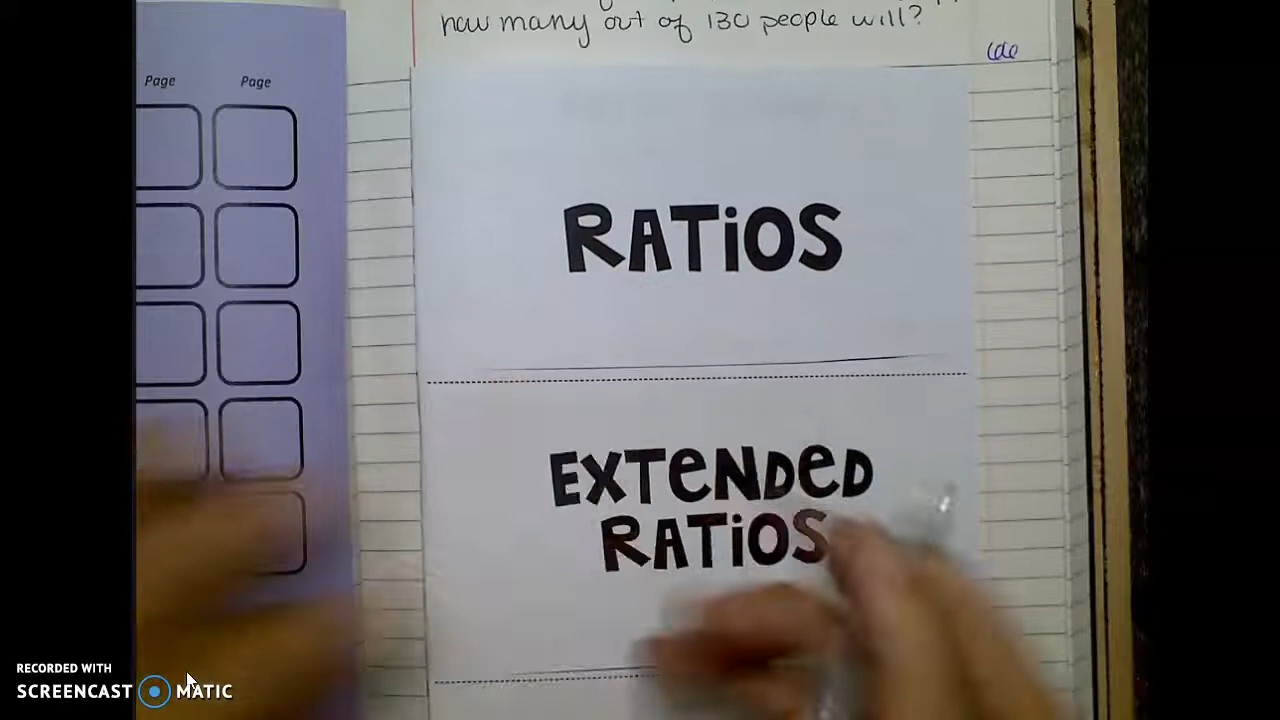 how many out of 130 people will?
Page Page
RATiOS
EXTeNDeD
RATiOS
RECORDED WITH
SCREENCAST MATIC